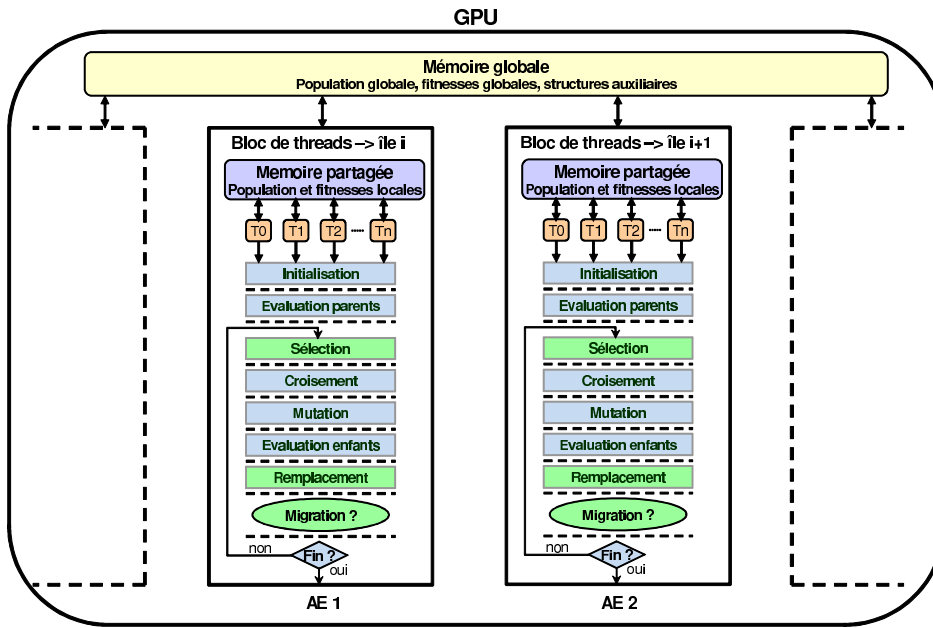 GPU
Mémoire globale
Population globale, fitnesses globales, structures auxiliaires
Bloc de threads —> île i
Memoire partagée
Population et fitnesses locales
T0 T1 T2 ····· Tn
Initialisation
Evaluation parents
Sélection
Croisement
Mutation
Evaluation enfants
Remplacement
Migration ?
non
Fin ?
oui
AE 1
Bloc de threads —> île i+1
Memoire partagée
Population et fitnesses locales
T0 T1 T2 ····· Tn
Initialisation
Evaluation parents
Sélection
Croisement
Mutation
Evaluation enfants
Remplacement
Migration ?
non
Fin ?
oui
AE 2